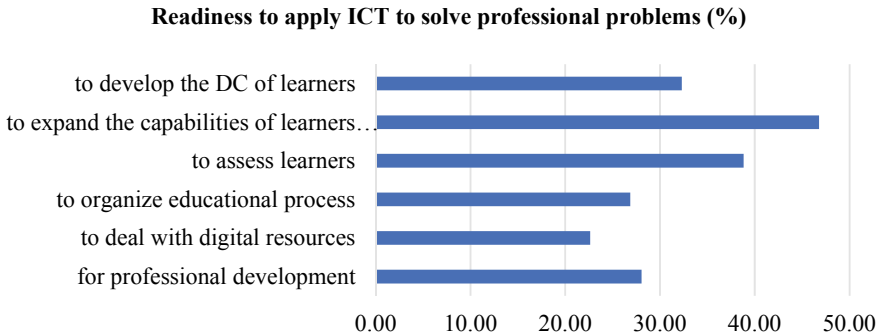 Readiness to apply ICT to solve professional problems (%)
to develop the DC of learners
to expand the capabilities of learners…
to assess learners
to organize educational process
to deal with digital resources
for professional development
0.00 10.00 20.00 30.00 40.00 50.00